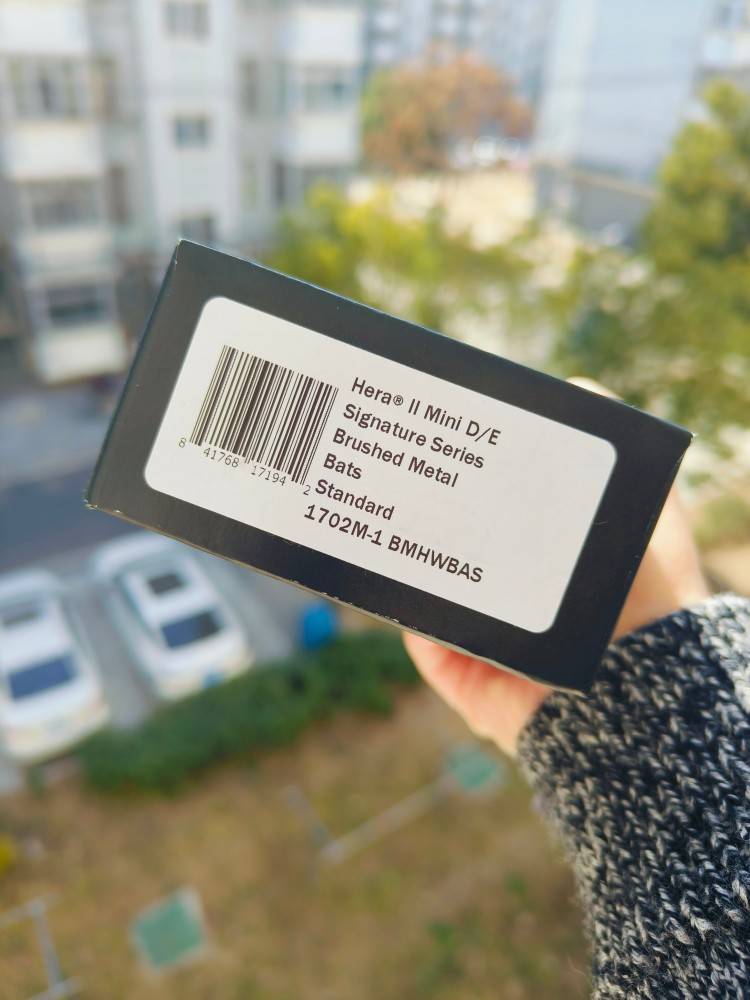 8 41768 17194 2
Hera® II Mini D/E
Signature Series
Brushed Metal
Bats
Standard
1702M-1 BMHWBAS